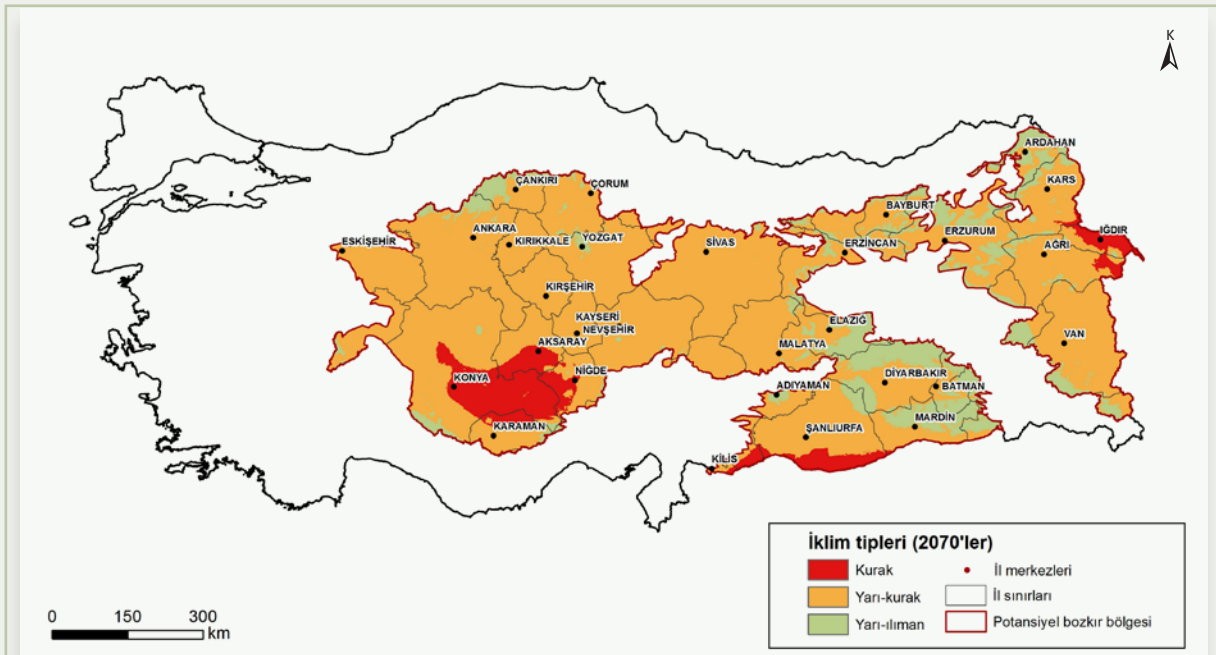 K
ARDAHAN
KARS
ÇANKIRI
ÇORUM
BAYBURT
IĞDIR
ANKARA
KIRIKKALE
YOZGAT
SİVAS
ERZİNCAN
ERZURUM
AĞRI
ESKİŞEHİR
KIRŞEHİR
KAYSERİ
NEVŞEHİR
ELAZIĞ
VAN
AKSARAY
MALATYA
KONYA
NİĞDE
ADIYAMAN
DİYARBAKIR
BATMAN
KARAMAN
ŞANLIURFA
MARDİN
KİLİS
İklim tipleri (2070'ler)
Kurak
İl merkezleri
Yarı-kurak
İl sınırları
Yarı-ılıman
Potansiyel bozkır bölgesi
0 150 300
km